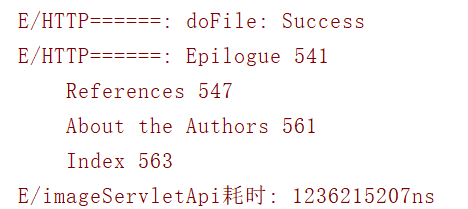 E/HTTP======: doFile: Success
E/HTTP======: Epilogue 541
References 547
About the Authors 561
Index 563
E/imageServletApi耗时: 1236215207ns